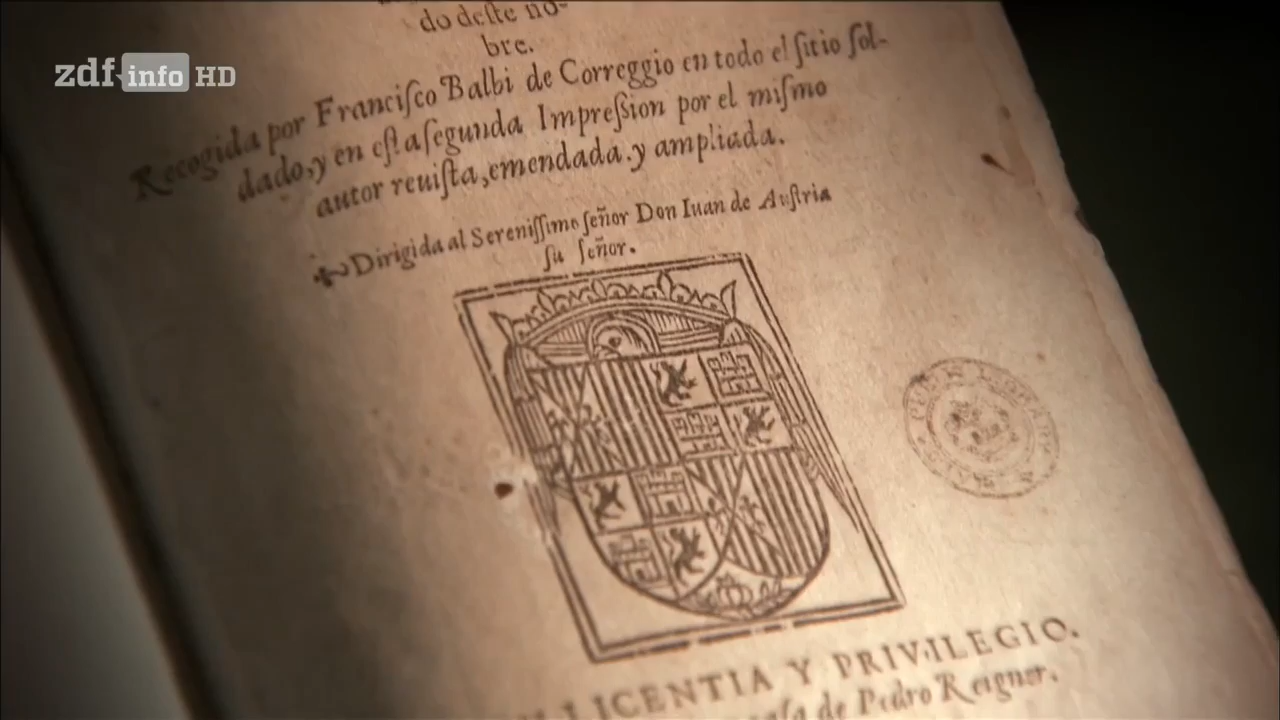 zdf info HD
do deste no-
bre.
Recogida por Franciſco Balbi de Correggio en todo el ſitio ſol-
dado, y en eſta ſegunda Impreſsion por el miſmo
autor reuiſta, emendada. y ampliada.
Dirigida al Sereniſſimo ſeñor Don Iuan de Auſtria
ſu ſeñor.
LICENTIA Y PRIVILEGIO.
de Pedro Reigner.